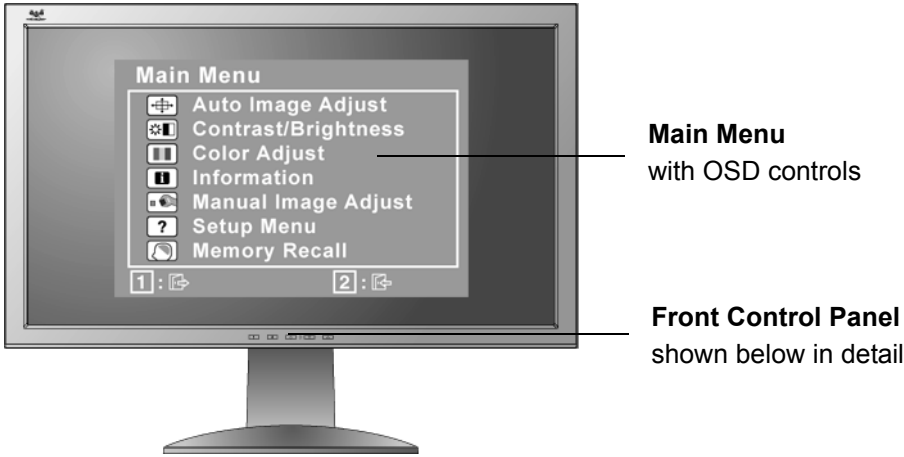 Main Menu
Auto Image Adjust
Contrast/Brightness
Color Adjust
Information
Manual Image Adjust
Setup Menu
Memory Recall
1 :
2 :
Main Menu
with OSD controls
Front Control Panel
shown below in detail